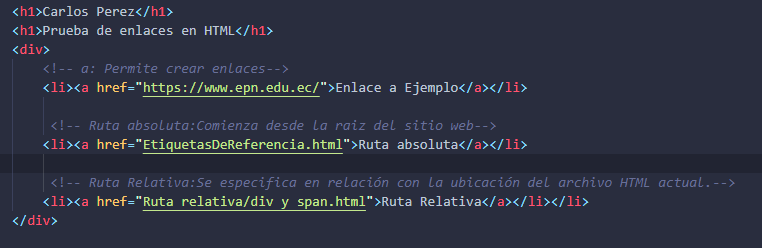 <h1>Carlos Perez</h1>
<h1>Prueba de enlaces en HTML</h1>
<div>
<!-- a: Permite crear enlaces-->
<li><a href="https://www.epn.edu.ec/">Enlace a Ejemplo</a></li>
<!-- Ruta absoluta:Comienza desde la raiz del sitio web-->
<li><a href="EtiquetasDeReferencia.html">Ruta absoluta</a></li>
<!-- Ruta Relativa:Se especifica en relación con la ubicación del archivo HTML actual.-->
<li><a href="Ruta relativa/div y span.html">Ruta Relativa</a></li></li>
</div>